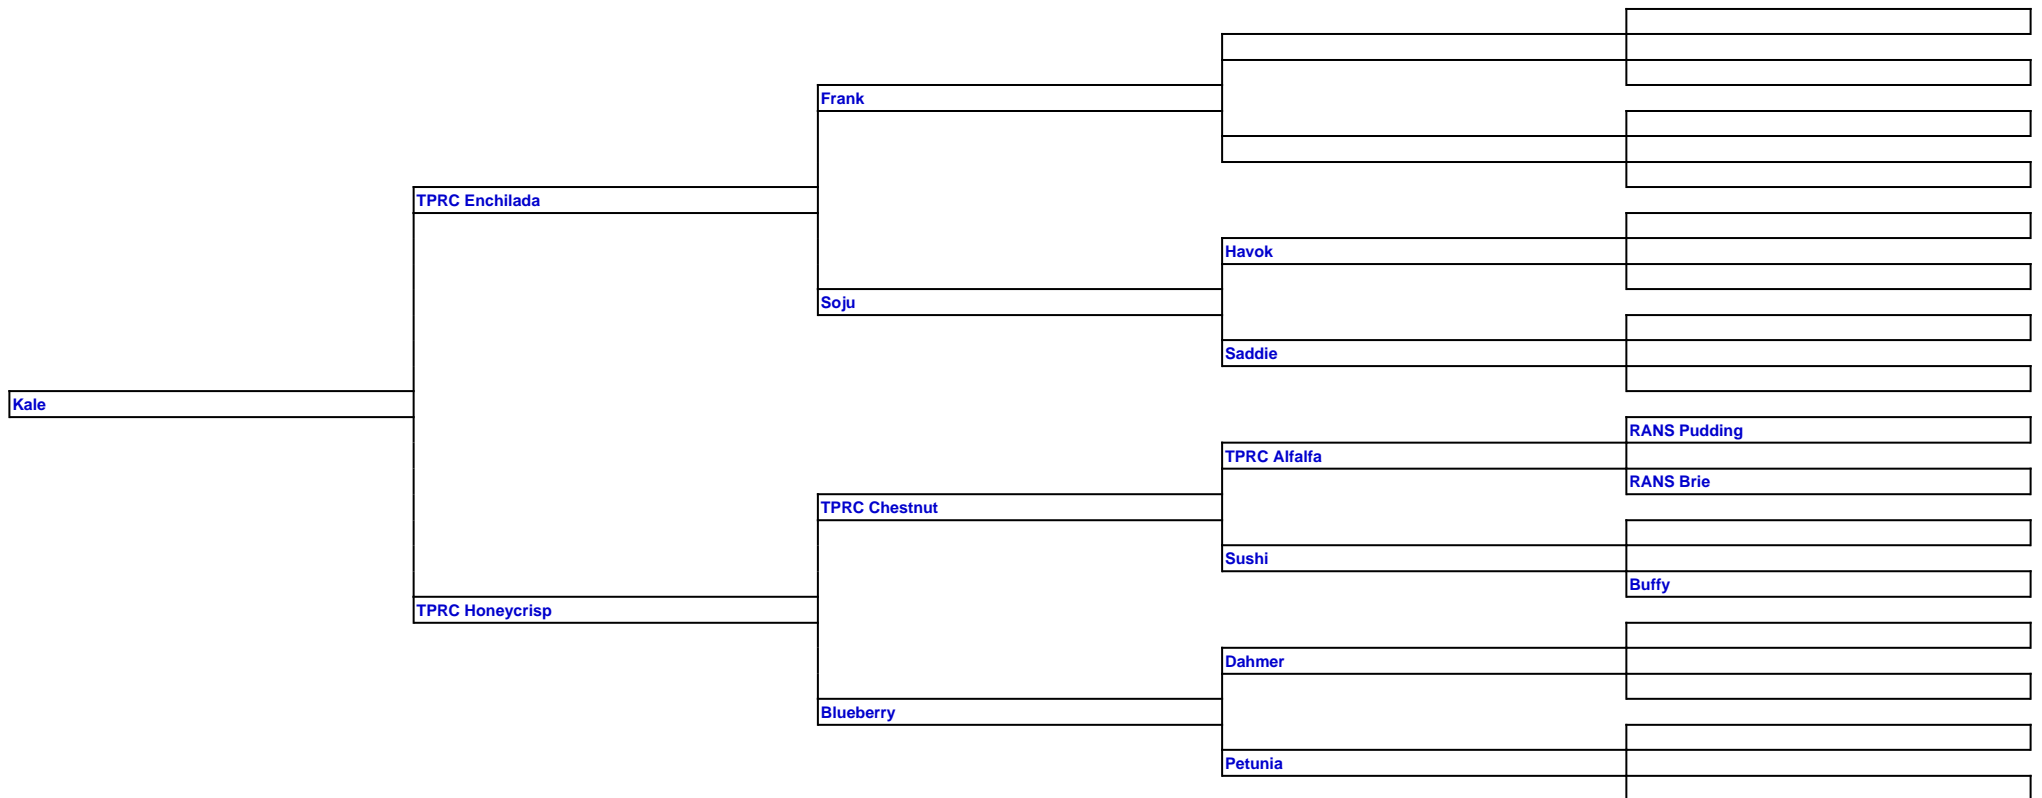 Frank
TPRC Enchilada
Havok
Soju
Saddie
Kale
RANS Pudding
TPRC Alfalfa
RANS Brie
TPRC Chestnut
Sushi
Buffy
TPRC Honeycrisp
Dahmer
Blueberry
Petunia